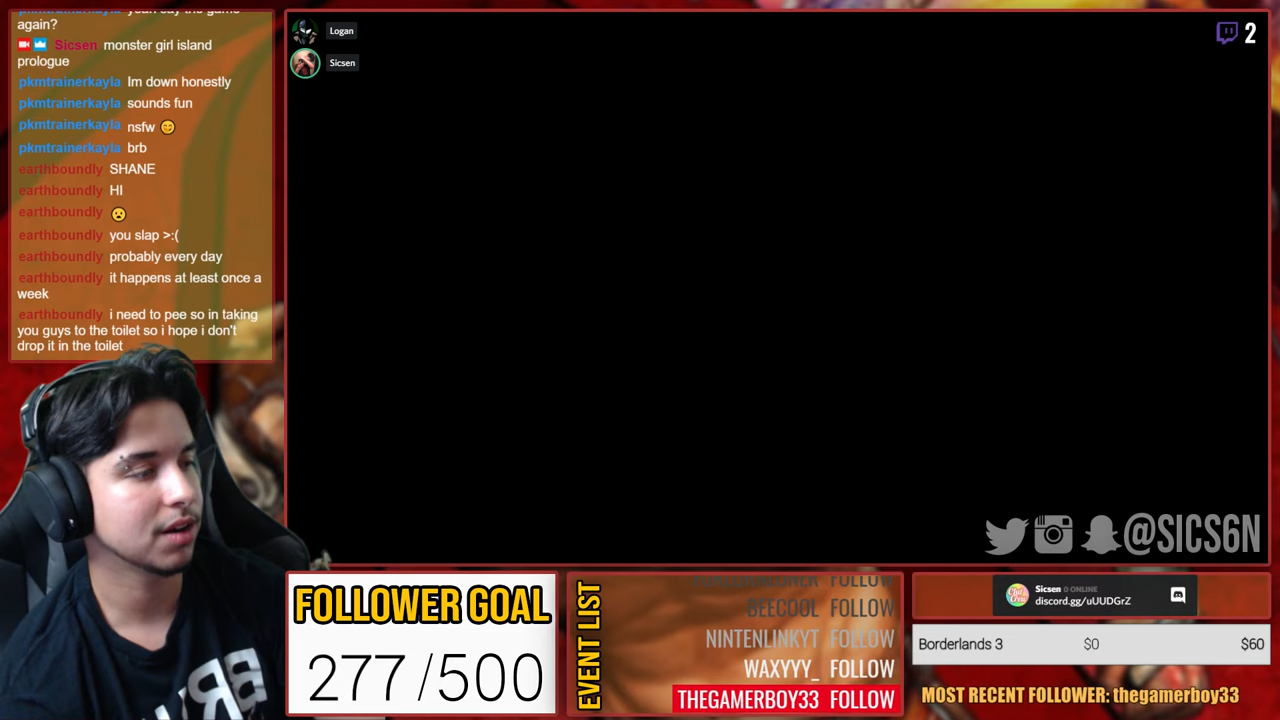 again?
Sicsen monster girl island
prologue
pkmtrainerkayla Im down honestly
pkmtrainerkayla sounds fun
pkmtrainerkayla nsfw
pkmtrainerkayla brb
earthboundly SHANE
earthboundly HI
earthboundly
earthboundly you slap >:(
earthboundly probably every day
earthboundly it happens at least once a
week
earthboundly i need to pee so in taking
you guys to the toilet so i hope i don't
drop it in the toilet
Logan
Sicsen
2
@SICS6N
FOLLOWER GOAL
277/500
EVENT LIST
BEECOOL FOLLOW
NINTENLINKYT FOLLOW
WAXYYY_ FOLLOW
THEGAMERBOY33 FOLLOW
Sicsen 0 ONLINE
discord.gg/uUUDGrZ
Borderlands 3 $0 $60
MOST RECENT FOLLOWER: thegamerboy33